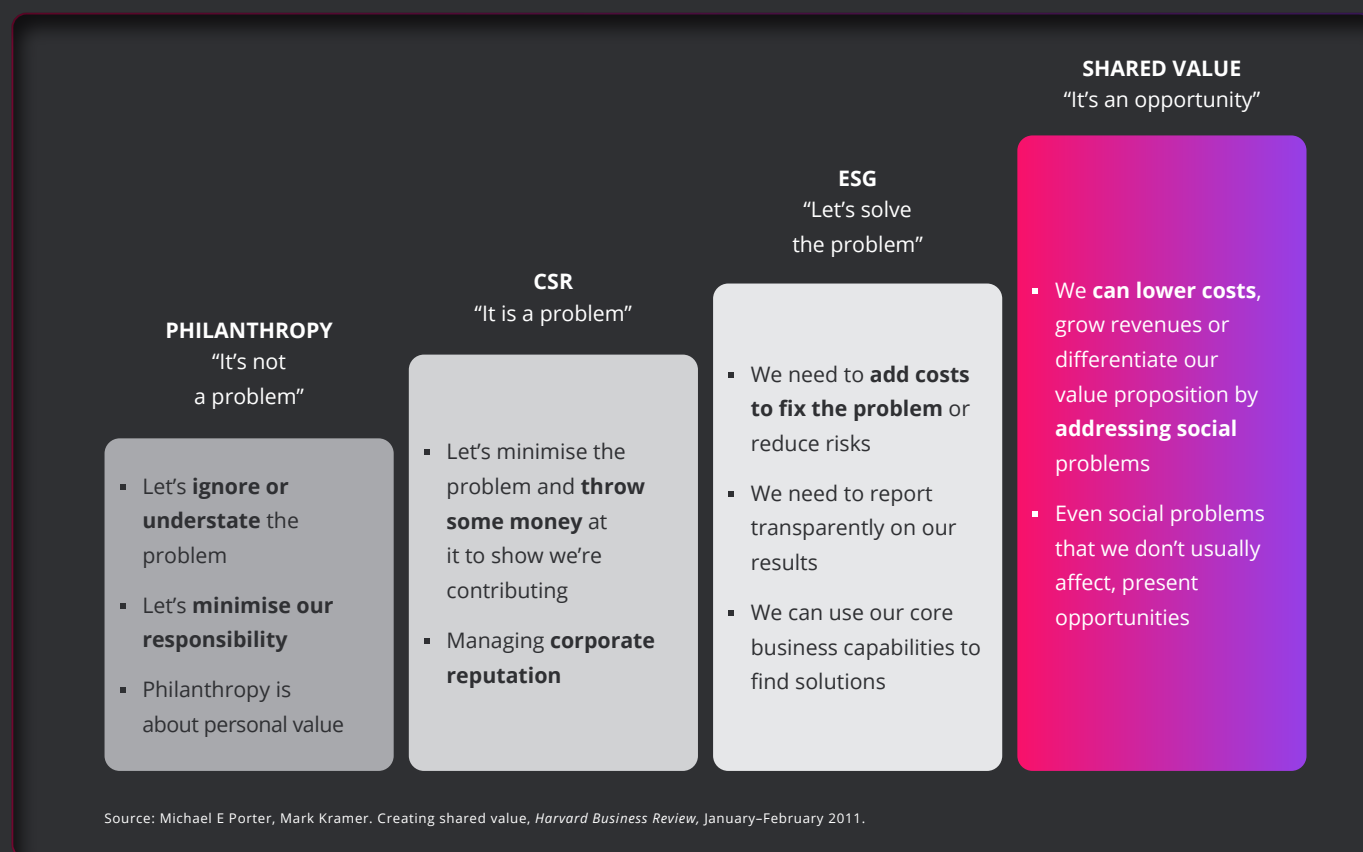 PHILANTHROPY
“It’s not
a problem”
▪ Let’s ignore or
understate the
problem
▪ Let’s minimise our
responsibility
▪ Philanthropy is
about personal value
CSR
“It is a problem”
▪ Let’s minimise the
problem and throw
some money at
it to show we’re
contributing
▪ Managing corporate
reputation
ESG
“Let’s solve
the problem”
▪ We need to add costs
to fix the problem or
reduce risks
▪ We need to report
transparently on our
results
▪ We can use our core
business capabilities to
find solutions
SHARED VALUE
“It’s an opportunity”
▪ We can lower costs,
grow revenues or
differentiate our
value proposition by
addressing social
problems
▪ Even social problems
that we don’t usually
affect, present
opportunities
Source: Michael E Porter, Mark Kramer. Creating shared value, Harvard Business Review, January–February 2011.